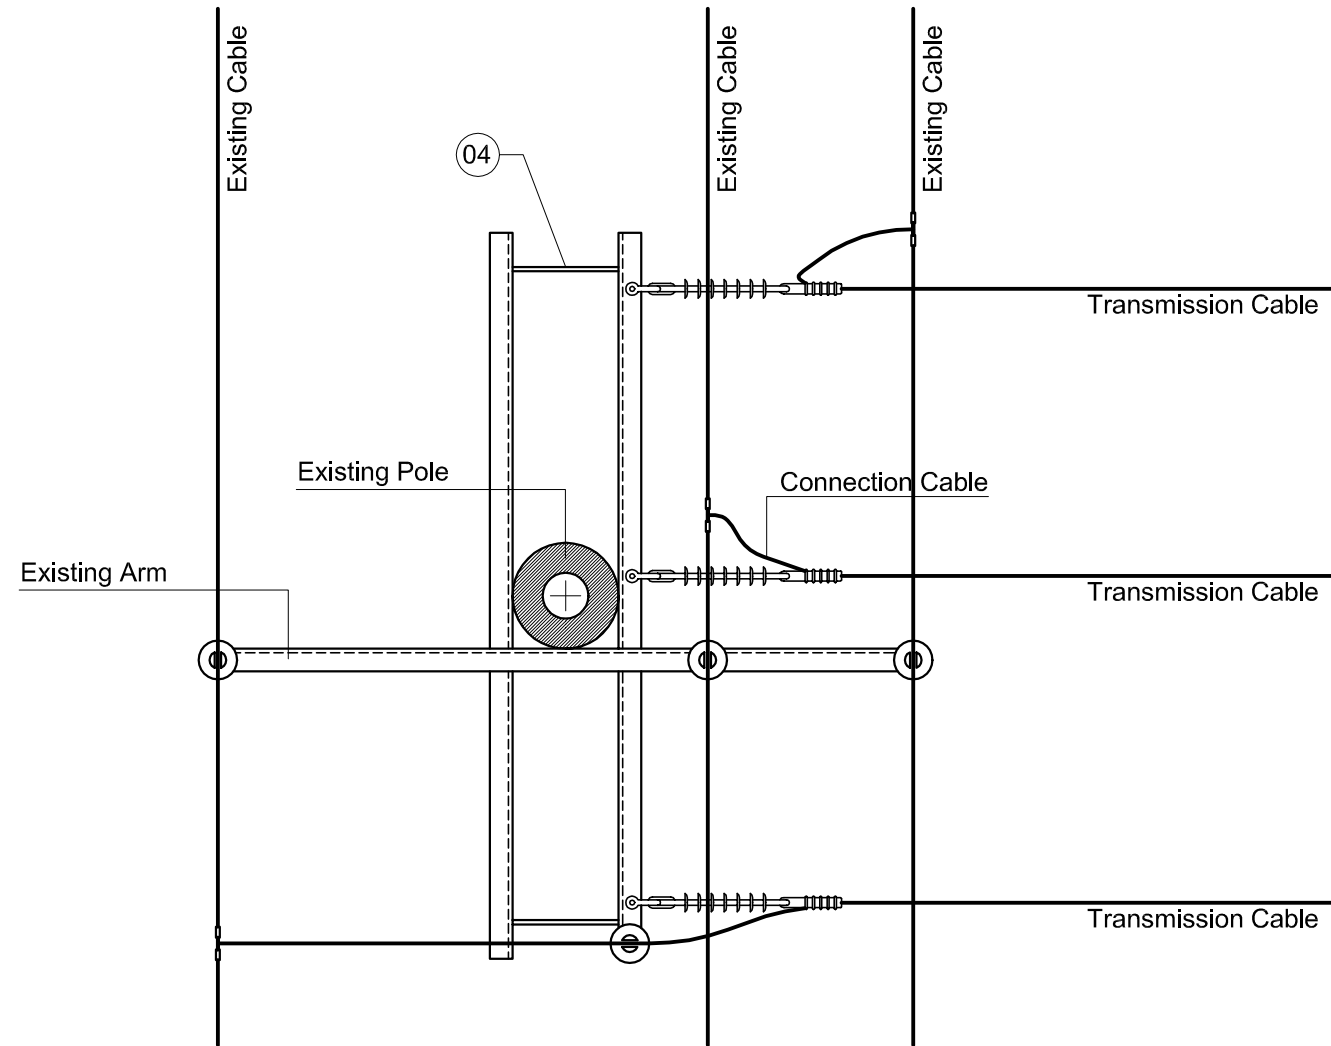 Existing Cable
Existing Cable
Existing Cable
04
Transmission Cable
Existing Pole
Connection Cable
Existing Arm
Transmission Cable
Transmission Cable